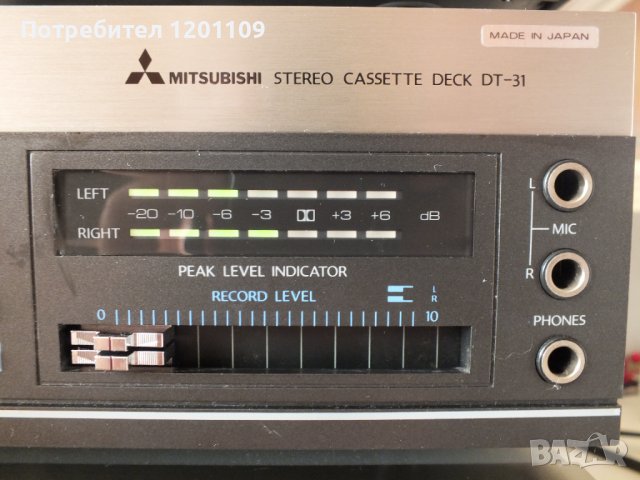 Потребител 1201109
MADE IN JAPAN
MITSUBISHI STEREO CASSETTE DECK DT-31
LEFT
-20 -10 -6 -3 +3 +6 dB
RIGHT
PEAK LEVEL INDICATOR
RECORD LEVEL
L
R
0 10
L
MIC
R
PHONES
BAZAR